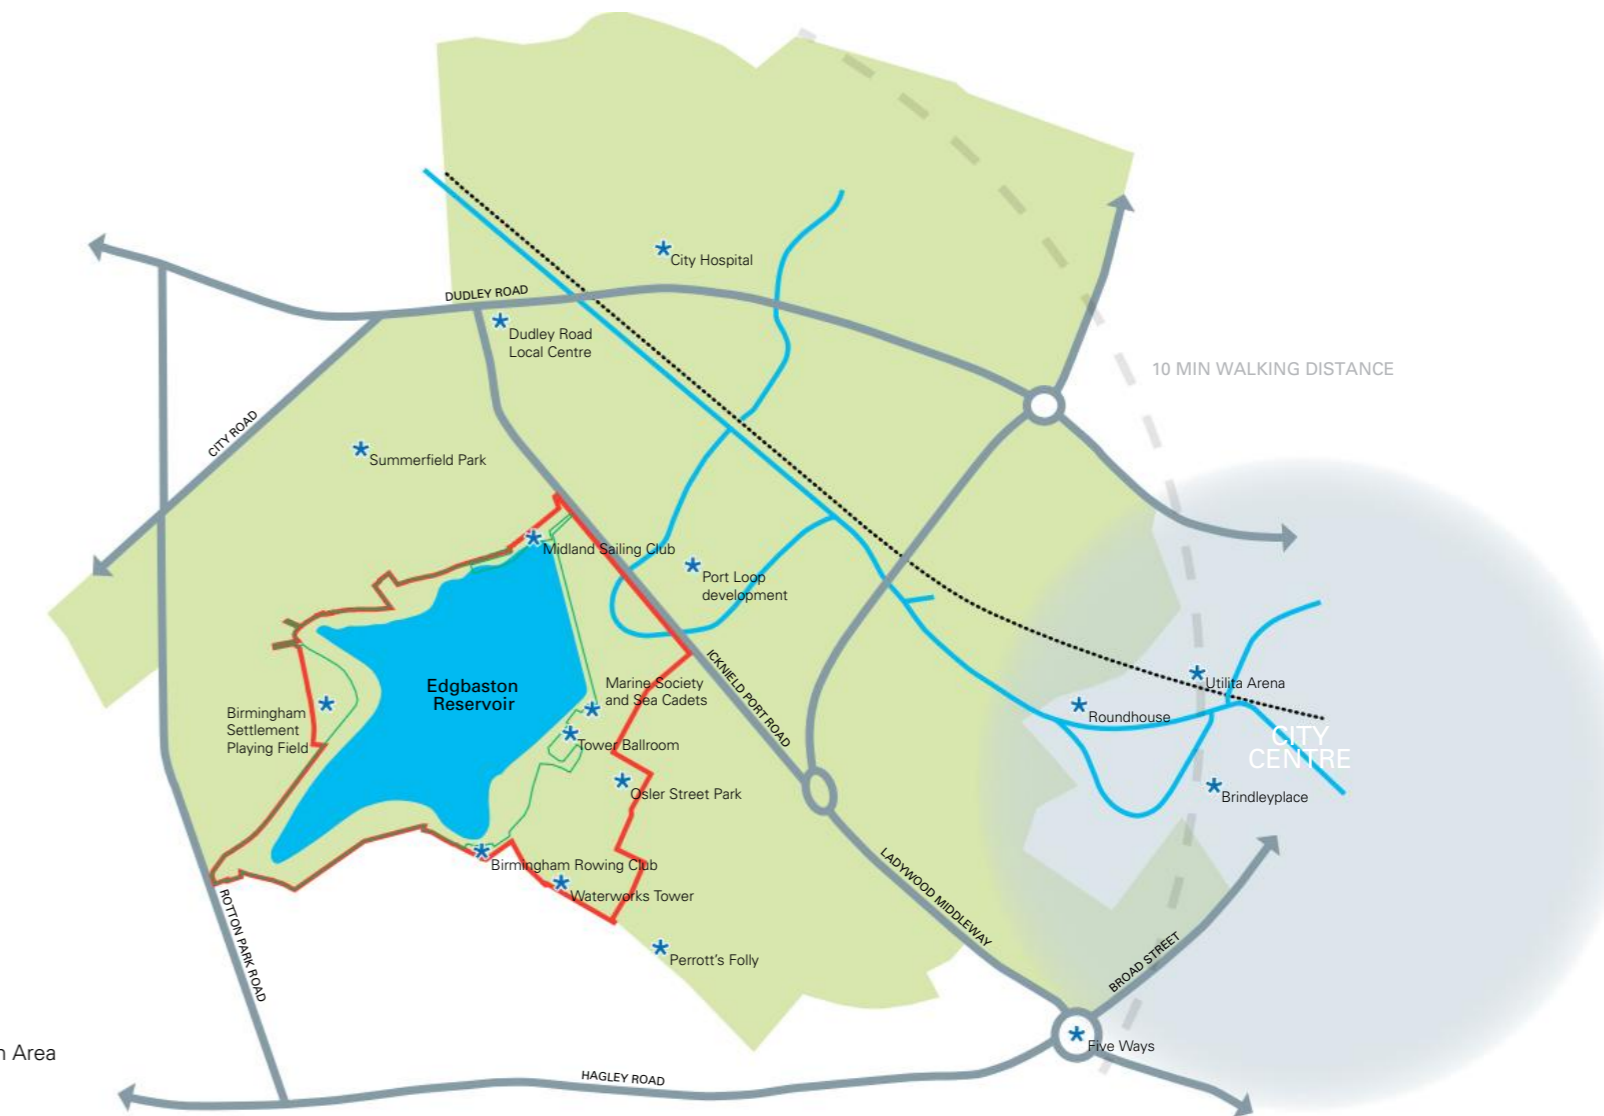 City Hospital
DUDLEY ROAD
Dudley Road
Local Centre
10 MIN WALKING DISTANCE
CITY ROAD
Summerfield Park
Midland Sailing Club
Port Loop
development
Edgbaston
Reservoir
Marine Society
and Sea Cadets
ICKNIELD PORT ROAD
Utilita Arena
Roundhouse
Birmingham
Settlement
Playing Field
Tower Ballroom
CITY
CENTRE
Osler Street Park
Brindleyplace
Birmingham Rowing Club
Waterworks Tower
LADYWOOD MIDDLEWAY
ROTTON PARK ROAD
Perrott's Folly
BROAD STREET
Five Ways
n Area
HAGLEY ROAD